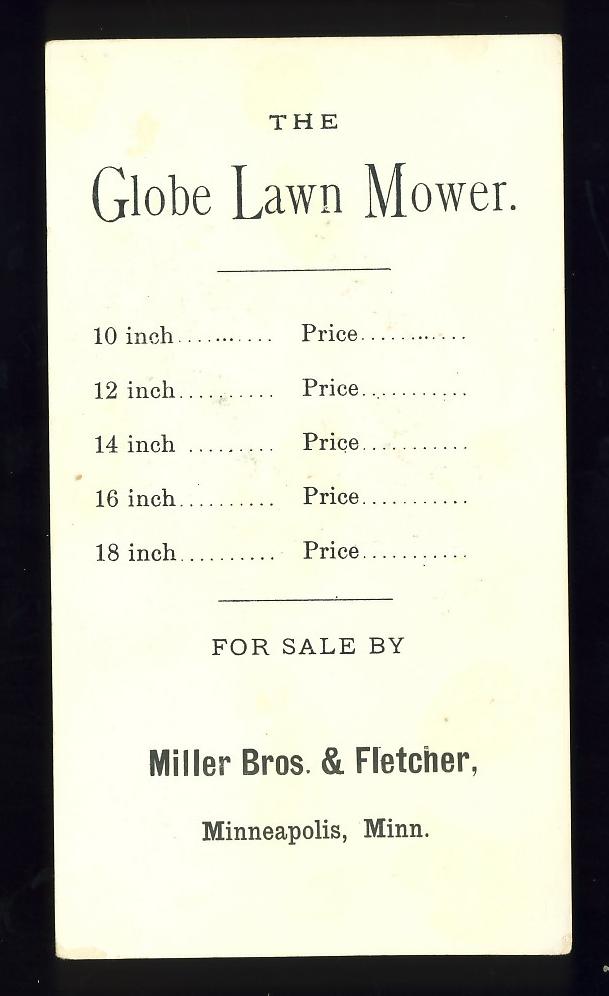 THE
Globe Lawn Mower.
10 inch.......... Price...........
12 inch.......... Price...........
14 inch ......... Price...........
16 inch.......... Price...........
18 inch.......... Price...........
FOR SALE BY
Miller Bros. & Fletcher,
Minneapolis, Minn.